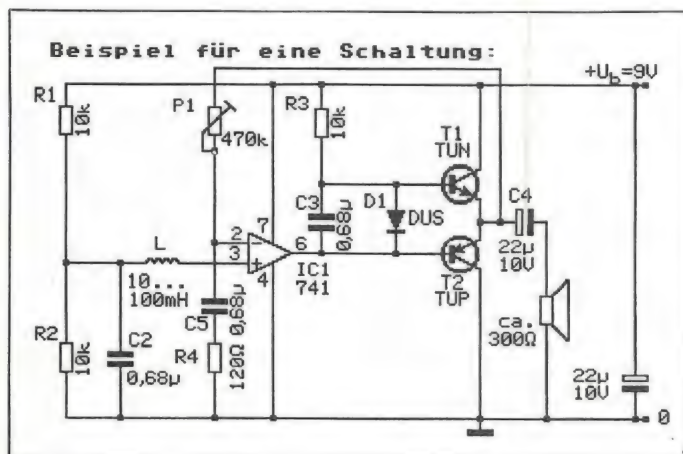 Beispiel für eine Schaltung:
+Ub=9V
R1
10k
P1
470k
R3
10k
T1
TUN
C3
0,68µ
D1
DUS
C4
22µ
10V
2
3
7
6
4
IC1
741
L
10...
100mH
C5
0,68µ
T2
TUP
R2
10k
C2
0,68µ
R4
120Ω
ca.
300Ω
22µ
10V
0